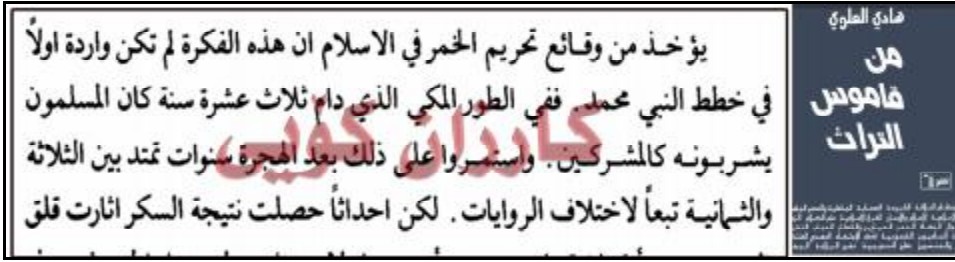 يؤخذ من وقائع تحريم الخمر في الاسلام ان هذه الفكرة لم تكن واردة اولاً
في خطط النبي محمد. ففي الطور المكي الذي دام ثلاث عشرة سنة كان المسلمون
يشربونه كالمشركين. واستمروا على ذلك بعد الهجرة سنوات تمتد بين الثلاثة
والثمانية تبعاً لاختلاف الروايات. لكن احداثاً حصلت نتيجة السكر اثارت قلق
كاردان كۆیی
هادي العلوي
من
قاموس
التراث